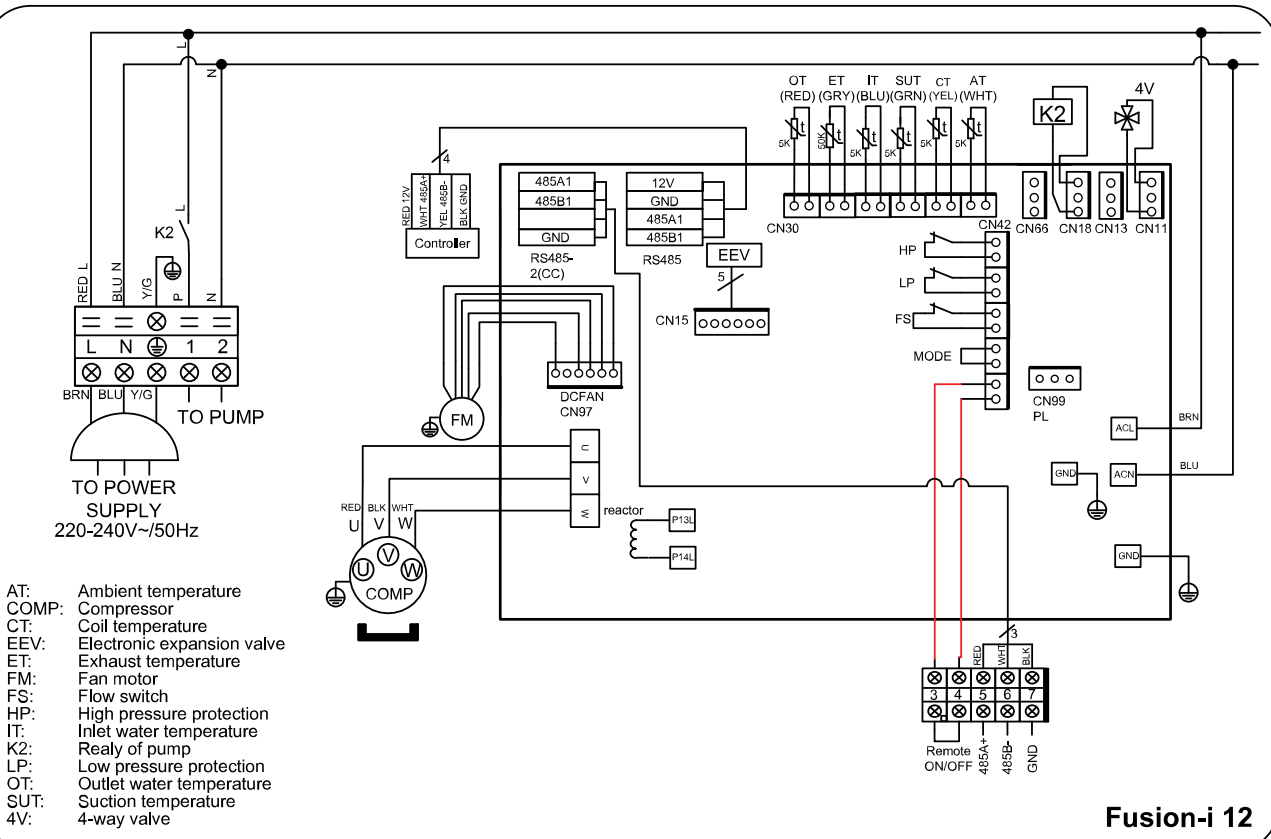 L
N
L
K2
RED L
BLU N
Y/G
P
N
L N 1 2
BRN BLU Y/G
TO PUMP
TO POWER
SUPPLY
220-240V~/50Hz
4
RED 12V
WHT 485A+
YEL 485B-
BLK GND
Controller
485A1
485B1
GND
RS485-
2(CC)
12V
GND
485A1
485B1
RS485
EEV
5
CN15
OT ET IT SUT CT AT
(RED) (GRY) (BLU) (GRN) (YEL) (WHT)
t t t t t t
5K 50K 5K 5K 5K 5K
CN30
K2
4V
CN42 CN66 CN18 CN13 CN11
HP
LP
FS
MODE
CN99
PL
DCFAN
CN97
FM
U
V
W
reactor
P13L
P14L
RED BLK WHT
U V W
U V W
COMP
ACL
BRN
ACN
BLU
GND
GND
3
RED
WHT
BLK
3 4 5 6 7
Remote
ON/OFF
485A+
485B-
GND
AT: Ambient temperature
COMP: Compressor
CT: Coil temperature
EEV: Electronic expansion valve
ET: Exhaust temperature
FM: Fan motor
FS: Flow switch
HP: High pressure protection
IT: Inlet water temperature
K2: Realy of pump
LP: Low pressure protection
OT: Outlet water temperature
SUT: Suction temperature
4V: 4-way valve
Fusion-i 12